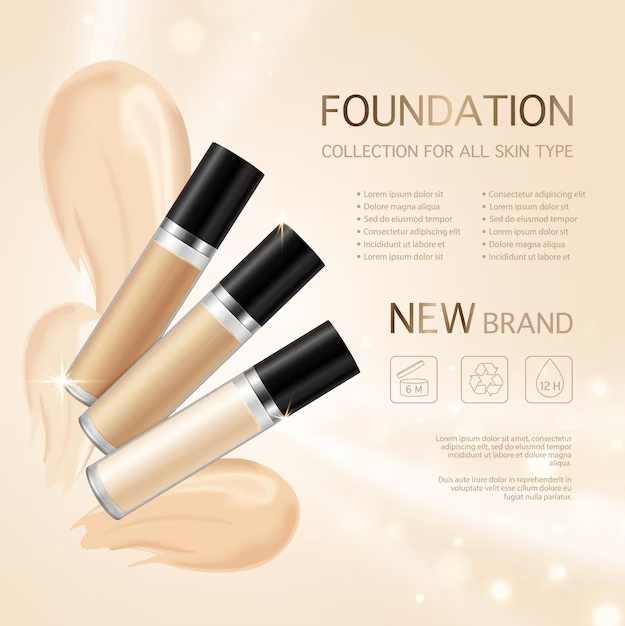 FOUNDATION
COLLECTION FOR ALL SKIN TYPE
• Lorem ipsum dolor sit
• Dolore magna aliqua
• Sed do eiusmod tempor
• Consectetur adipiscing elit
• Incididunt ut labore et
• Lorem ipsum dolor sit
• Consectetur adipiscing elit
• Lorem ipsum dolor sit
• Dolore magna aliqua
• Sed do eiusmod tempor
• Incididunt ut labore
• Lorem ipsum dolor sit
NEW BRAND
6 M
12 H
Lorem ipsum dolor sit amet, consectetur
adipiscing elit, sed do eiusmod tempor
incididunt ut labore et dolore magna
aliqua.
Duis aute irure dolor in reprehenderit in
voluptate velit esse cillum dolore eu
fugiat nulla pariatur.